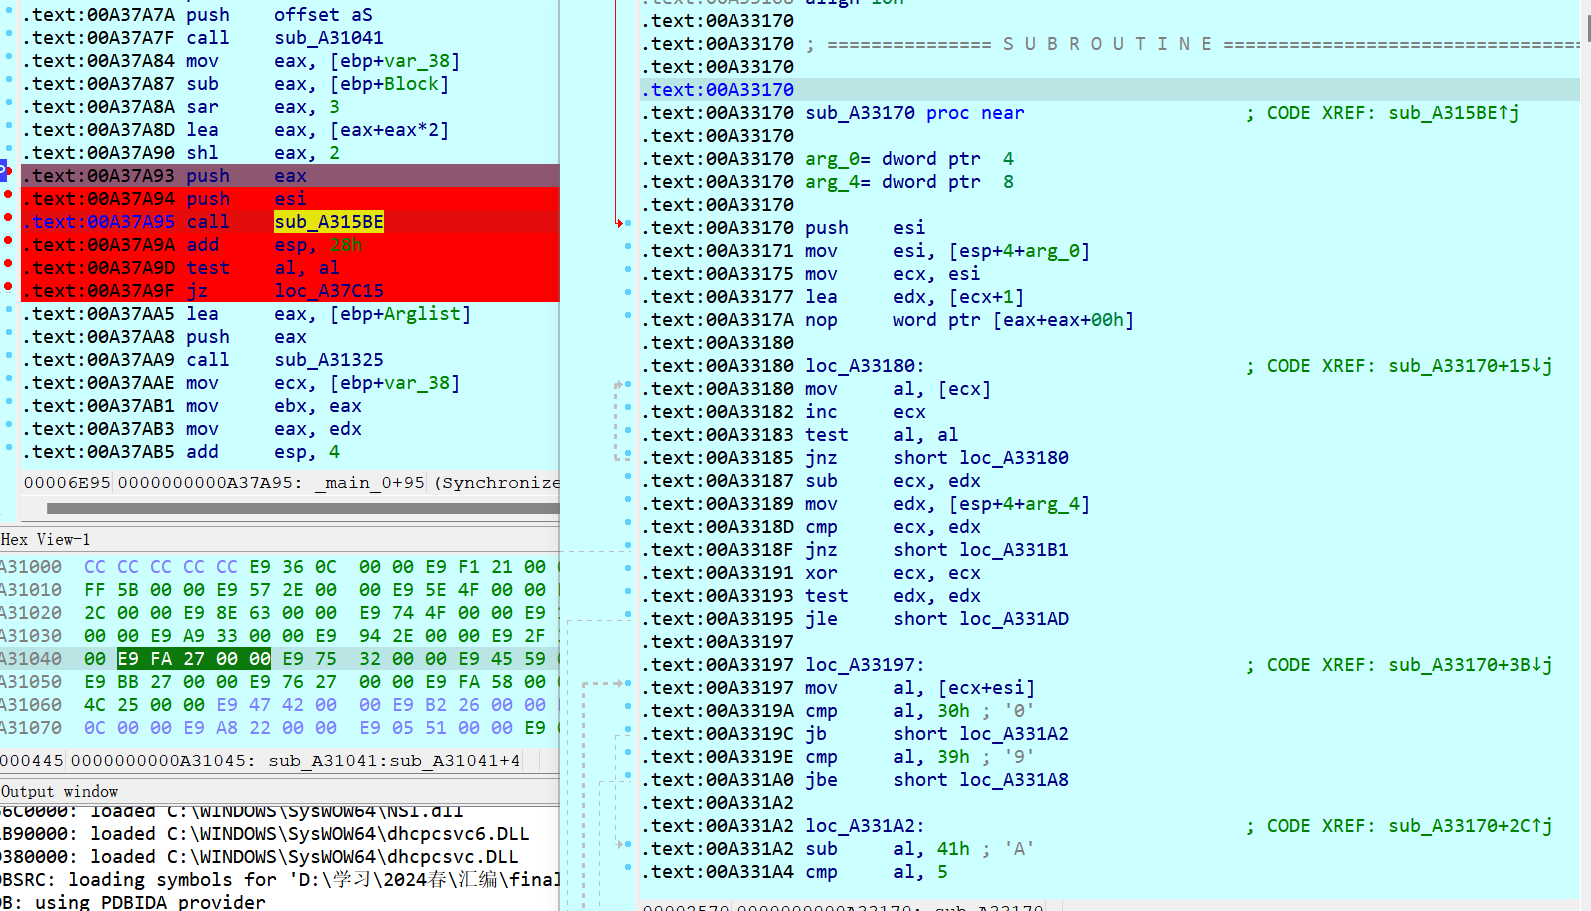 .text:00A37A7A push    offset aS
.text:00A37A7F call    sub_A31041
.text:00A37A84 mov     eax, [ebp+var_38]
.text:00A37A87 sub     eax, [ebp+Block]
.text:00A37A8A sar     eax, 3
.text:00A37A8D lea     eax, [eax+eax*2]
.text:00A37A90 shl     eax, 2
.text:00A37A93 push    eax
.text:00A37A94 push    esi
.text:00A37A95 call    sub_A315BE
.text:00A37A9A add     esp, 28h
.text:00A37A9D test    al, al
.text:00A37A9F jz      loc_A37C15
.text:00A37AA5 lea     eax, [ebp+Arglist]
.text:00A37AA8 push    eax
.text:00A37AA9 call    sub_A31325
.text:00A37AAE mov     ecx, [ebp+var_38]
.text:00A37AB1 mov     ebx, eax
.text:00A37AB3 mov     eax, edx
.text:00A37AB5 add     esp, 4
00006E95 0000000000A37A95: _main_0+95 (Synchronize
Hex View-1
A31000  CC CC CC CC CC E9 36 0C  00 00 E9 F1 21 00
A31010  FF 5B 00 00 E9 57 2E 00  00 E9 5E 4F 00 00
A31020  2C 00 00 E9 8E 63 00 00  E9 74 4F 00 00 E9
A31030  00 00 E9 A9 33 00 00 E9  94 2E 00 00 E9 2F
A31040  00 E9 FA 27 00 00 E9 75  32 00 00 E9 45 59
A31050  E9 BB 27 00 00 E9 76 27  00 00 E9 FA 58 00
A31060  4C 25 00 00 E9 47 42 00  00 E9 B2 26 00 00
A31070  0C 00 00 E9 A8 22 00 00  E9 05 51 00 00 E9
000445 0000000000A31045: sub_A31041:sub_A31041+4
Output window
6C0000: loaded C:\WINDOWS\SysWOW64\NSI.dll
B90000: loaded C:\WINDOWS\SysWOW64\dhcpcsvc6.DLL
380000: loaded C:\WINDOWS\SysWOW64\dhcpcsvc.DLL
DBSRC: loading symbols for 'D:\学习\2024春\汇编\final
DB: using PDBIDA provider
.text:00A33168 align 10h
.text:00A33170
.text:00A33170 ; =============== S U B R O U T I N E =================================
.text:00A33170
.text:00A33170
.text:00A33170 sub_A33170 proc near                    ; CODE XREF: sub_A315BE↑j
.text:00A33170
.text:00A33170 arg_0= dword ptr  4
.text:00A33170 arg_4= dword ptr  8
.text:00A33170
.text:00A33170 push    esi
.text:00A33171 mov     esi, [esp+4+arg_0]
.text:00A33175 mov     ecx, esi
.text:00A33177 lea     edx, [ecx+1]
.text:00A3317A nop     word ptr [eax+eax+00h]
.text:00A33180
.text:00A33180 loc_A33180:                             ; CODE XREF: sub_A33170+15↓j
.text:00A33180 mov     al, [ecx]
.text:00A33182 inc     ecx
.text:00A33183 test    al, al
.text:00A33185 jnz     short loc_A33180
.text:00A33187 sub     ecx, edx
.text:00A33189 mov     edx, [esp+4+arg_4]
.text:00A3318D cmp     ecx, edx
.text:00A3318F jnz     short loc_A331B1
.text:00A33191 xor     ecx, ecx
.text:00A33193 test    edx, edx
.text:00A33195 jle     short loc_A331AD
.text:00A33197
.text:00A33197 loc_A33197:                             ; CODE XREF: sub_A33170+3B↓j
.text:00A33197 mov     al, [ecx+esi]
.text:00A3319A cmp     al, 30h ; '0'
.text:00A3319C jb      short loc_A331A2
.text:00A3319E cmp     al, 39h ; '9'
.text:00A331A0 jbe     short loc_A331A8
.text:00A331A2
.text:00A331A2 loc_A331A2:                             ; CODE XREF: sub_A33170+2C↑j
.text:00A331A2 sub     al, 41h ; 'A'
.text:00A331A4 cmp     al, 5
00002570 0000000000A33170: sub_A33170